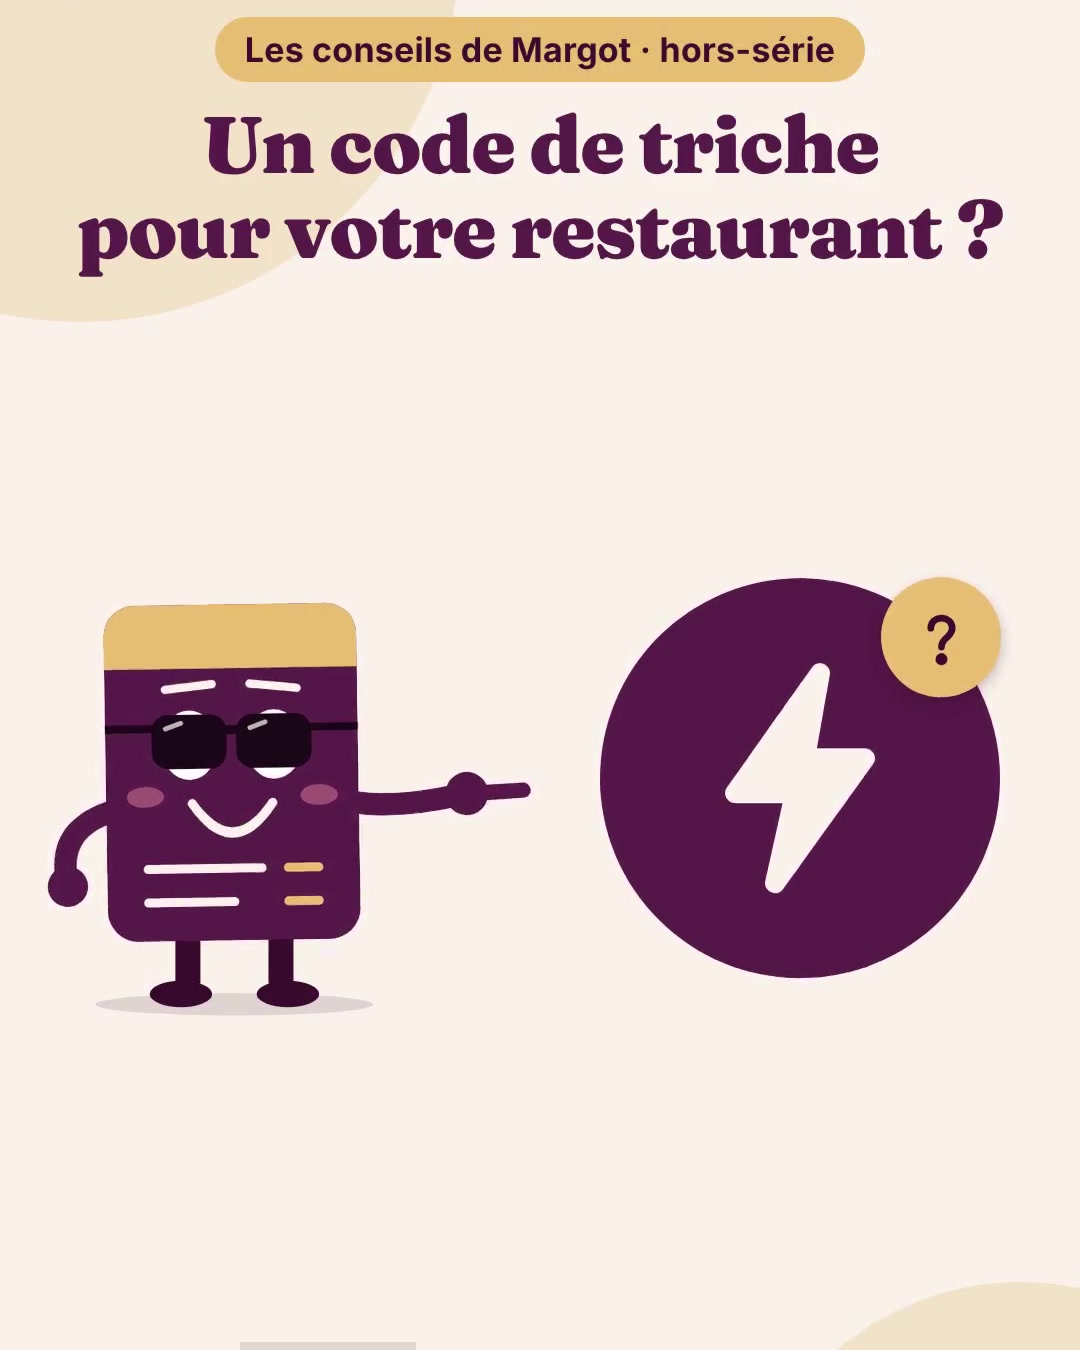 Les conseils de Margot · hors-série
Un code de triche
pour votre restaurant ?
?